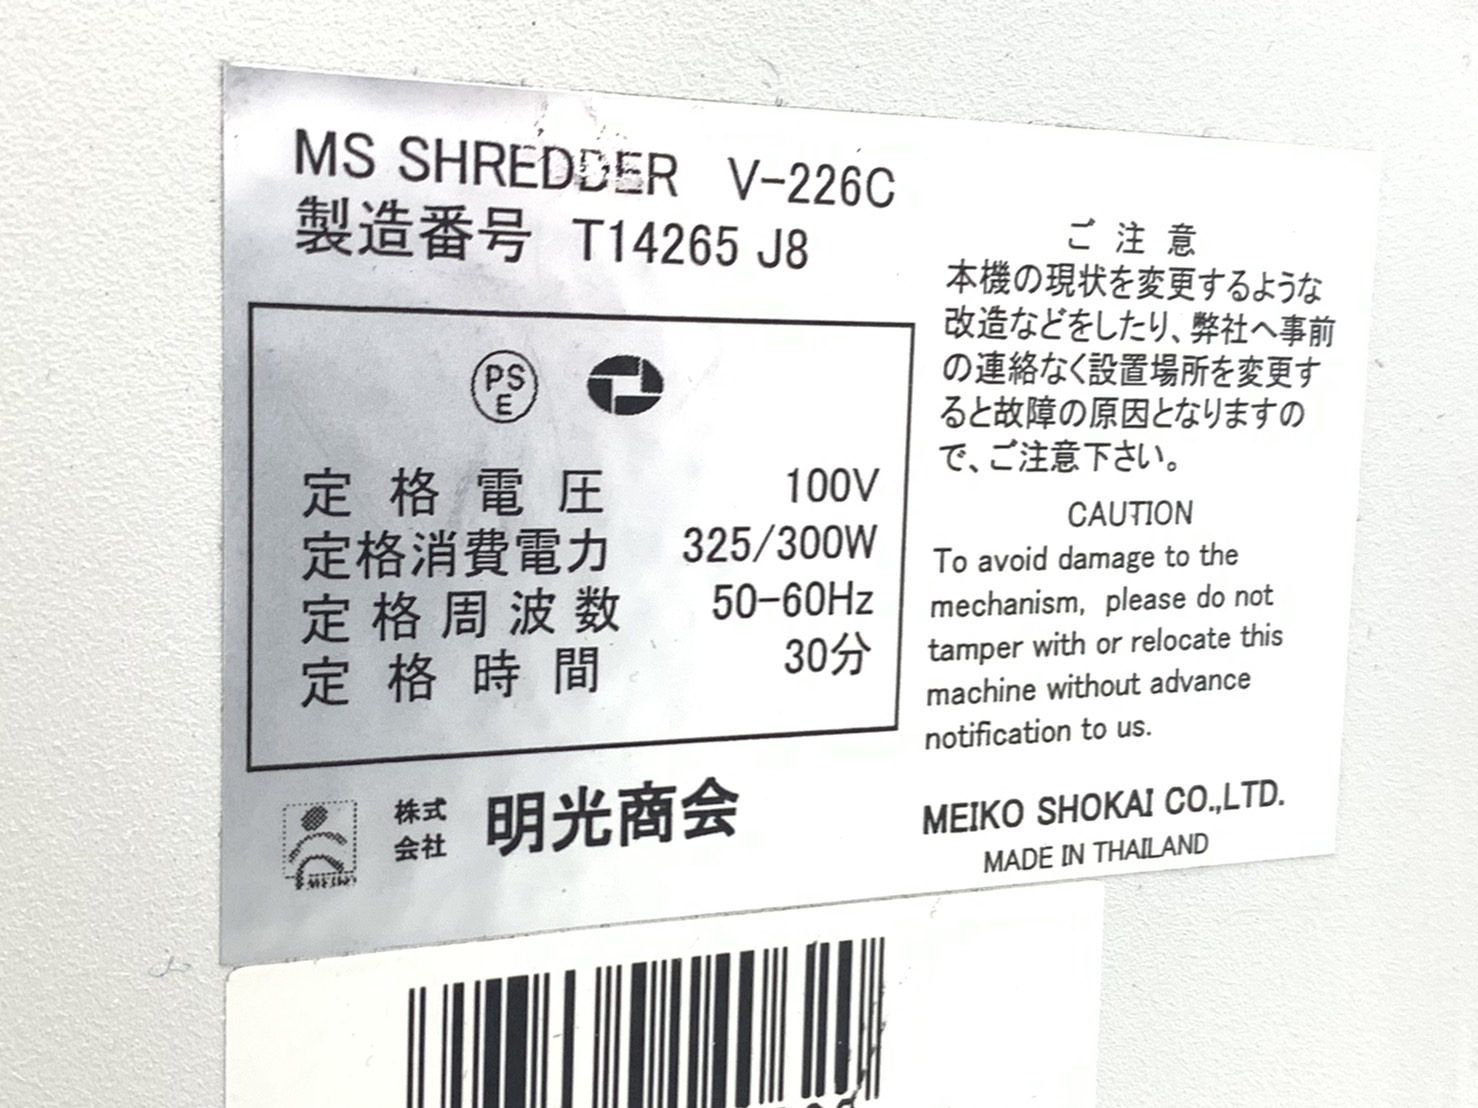 MS SHREDDER V-226C
製造番号 T14265 J8
PS
E
定格電圧 100V
定格消費電力 325/300W
定格周波数 50-60Hz
定格時間 30分
株式
会社 明光商会
ご注意
本機の現状を変更するような
改造などをしたり、弊社へ事前
の連絡なく設置場所を変更す
ると故障の原因となりますの
で、ご注意下さい。
CAUTION
To avoid damage to the
mechanism, please do not
tamper with or relocate this
machine without advance
notification to us.
MEIKO SHOKAI CO.,LTD.
MADE IN THAILAND